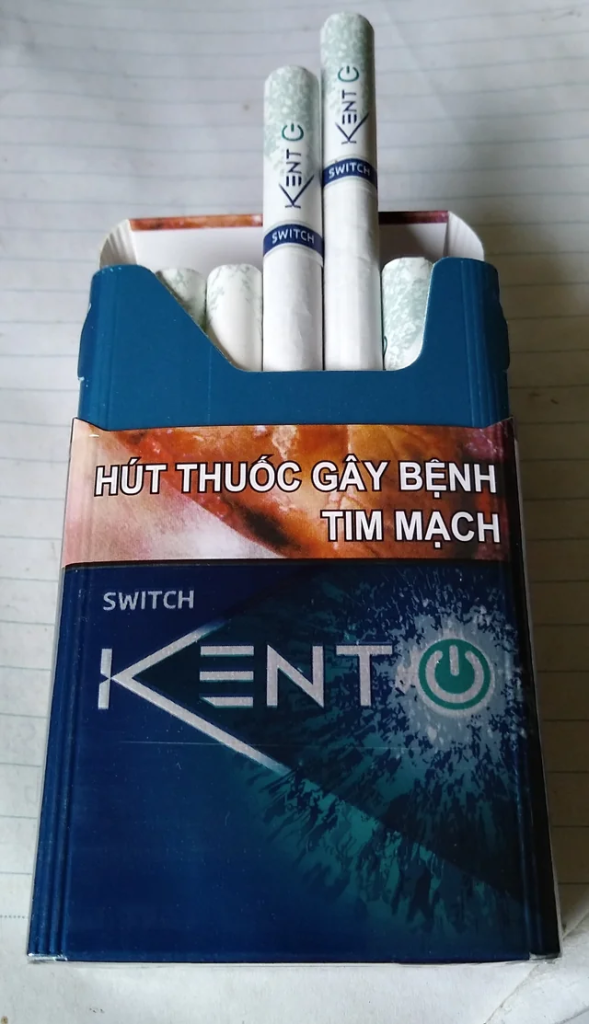 KENT
SWITCH
KENT
SWITCH
HÚT THUỐC GÂY BỆNH
TIM MẠCH
SWITCH
KENT